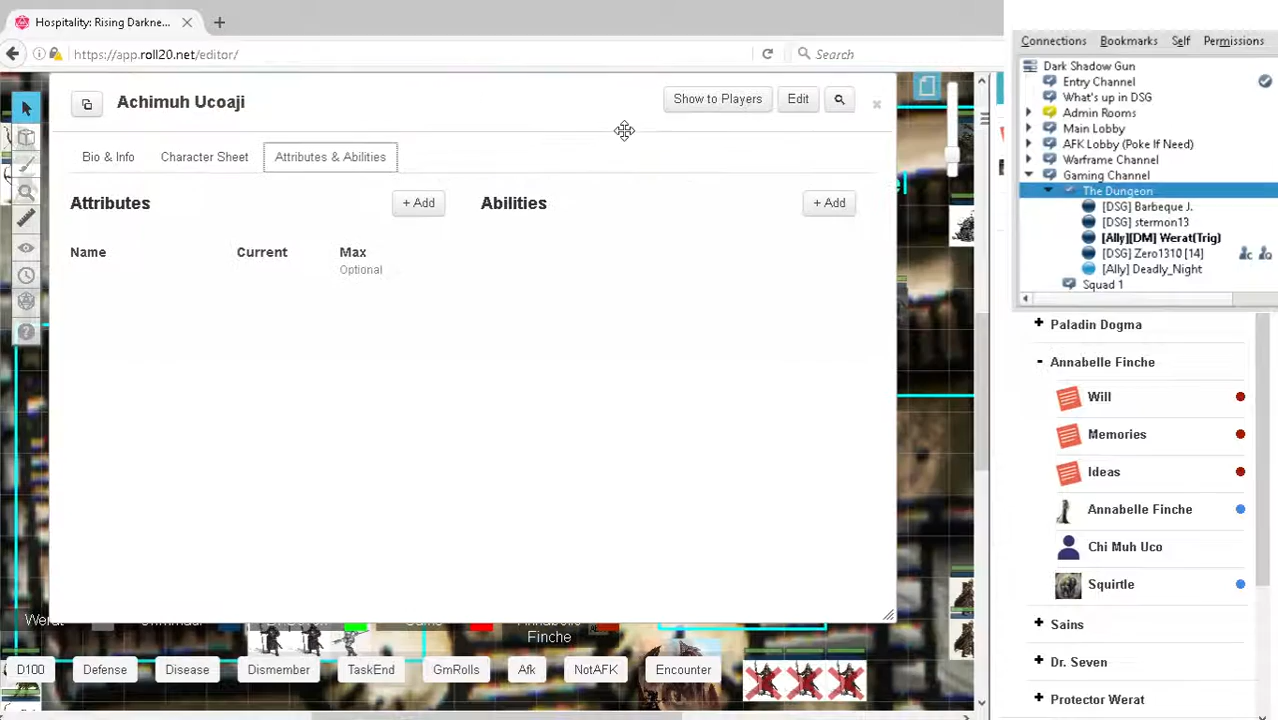 Hospitality: Rising Darkne...
https://app.roll20.net/editor/
Search
Achimuh Ucoaji
Show to Players
Edit
Bio & Info
Character Sheet
Attributes & Abilities
Attributes
+ Add
Abilities
+ Add
Name
Current
Max
Optional
Finche
D100
Defense
Disease
Dismember
TaskEnd
GmRolls
Afk
NotAFK
Encounter
Connections
Bookmarks
Self
Permissions
Dark Shadow Gun
Entry Channel
What's up in DSG
Admin Rooms
Main Lobby
AFK Lobby (Poke If Need)
Warframe Channel
Gaming Channel
The Dungeon
[DSG] Barbeque J.
[DSG] stermon13
[Ally][DM] Werat(Trig)
[DSG] Zero1310 [14]
[Ally] Deadly_Night
Squad 1
Paladin Dogma
Annabelle Finche
Will
Memories
Ideas
Annabelle Finche
Chi Muh Uco
Squirtle
Sains
Dr. Seven
Protector Werat